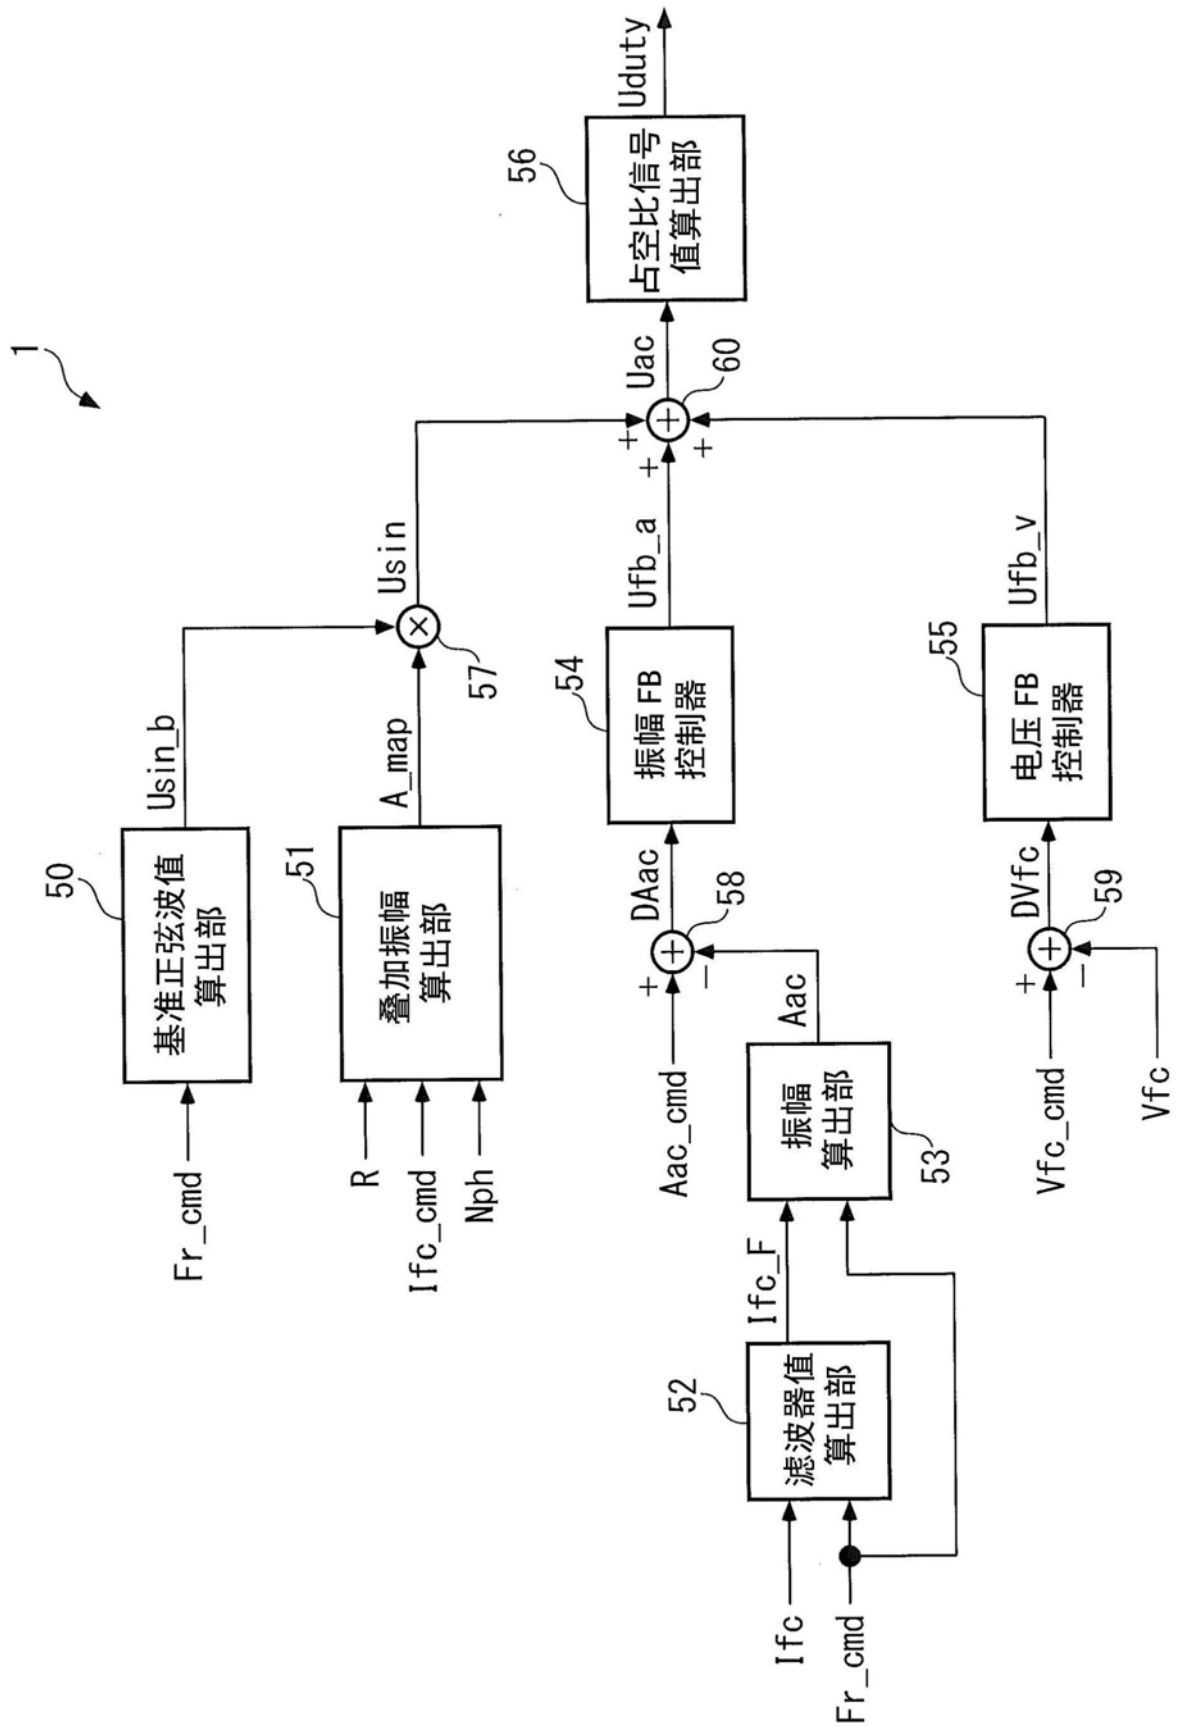 1
50
基准正弦波值
算出部
Fr_cmd
Usin_b
51
叠加振幅
算出部
R
Ifc_cmd
Nph
A_map
×
57
Usin
52
滤波器值
算出部
Ifc
Fr_cmd
Ifc_F
53
振幅
算出部
Aac
Aac_cmd
+
+
−
58
DAac
54
振幅 FB
控制器
Ufb_a
Vfc_cmd
Vfc
+
+
−
59
DVfc
55
电压 FB
控制器
Ufb_v
+
+
+
+
60
Uac
56
占空比信号
值算出部
Uduty